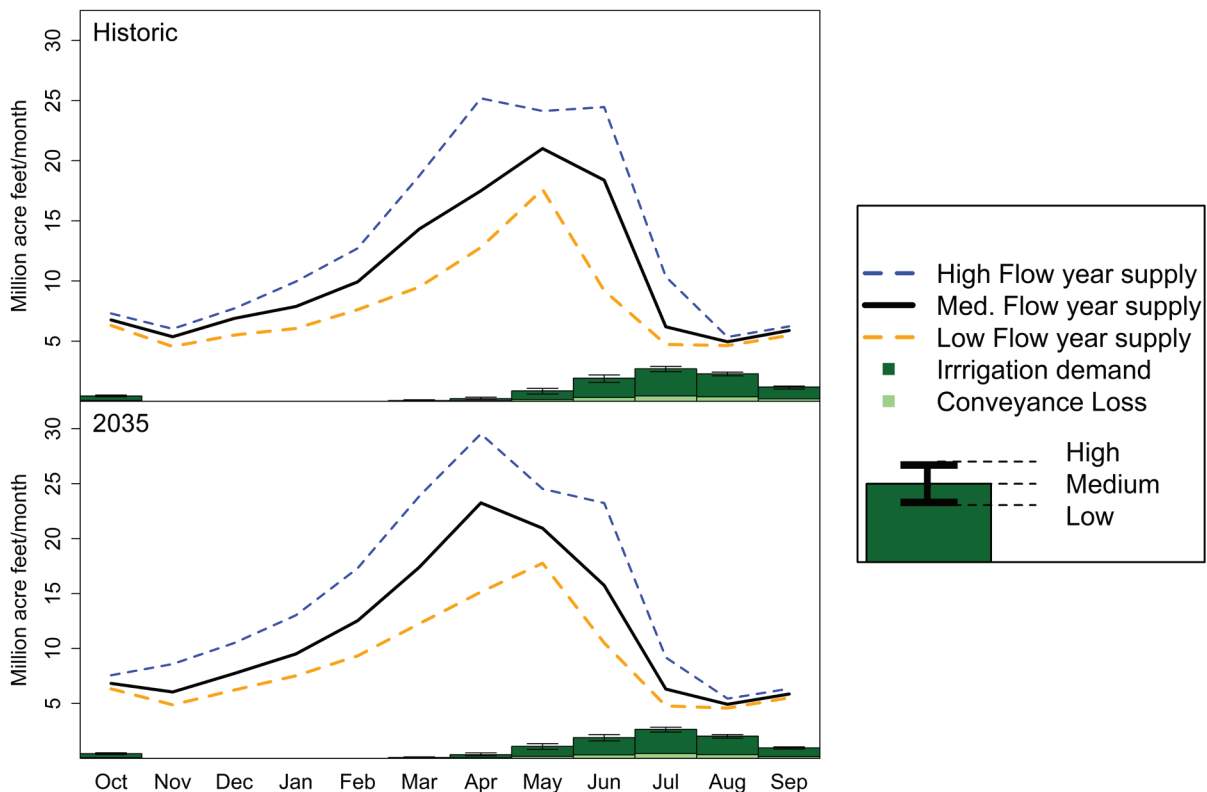 Historic
Million acre feet/month
30
25
20
15
10
5
2035
Million acre feet/month
30
25
20
15
10
5
Oct Nov Dec Jan Feb Mar Apr May Jun Jul Aug Sep
High Flow year supply
Med. Flow year supply
Low Flow year supply
Irrrigation demand
Conveyance Loss
High
Medium
Low